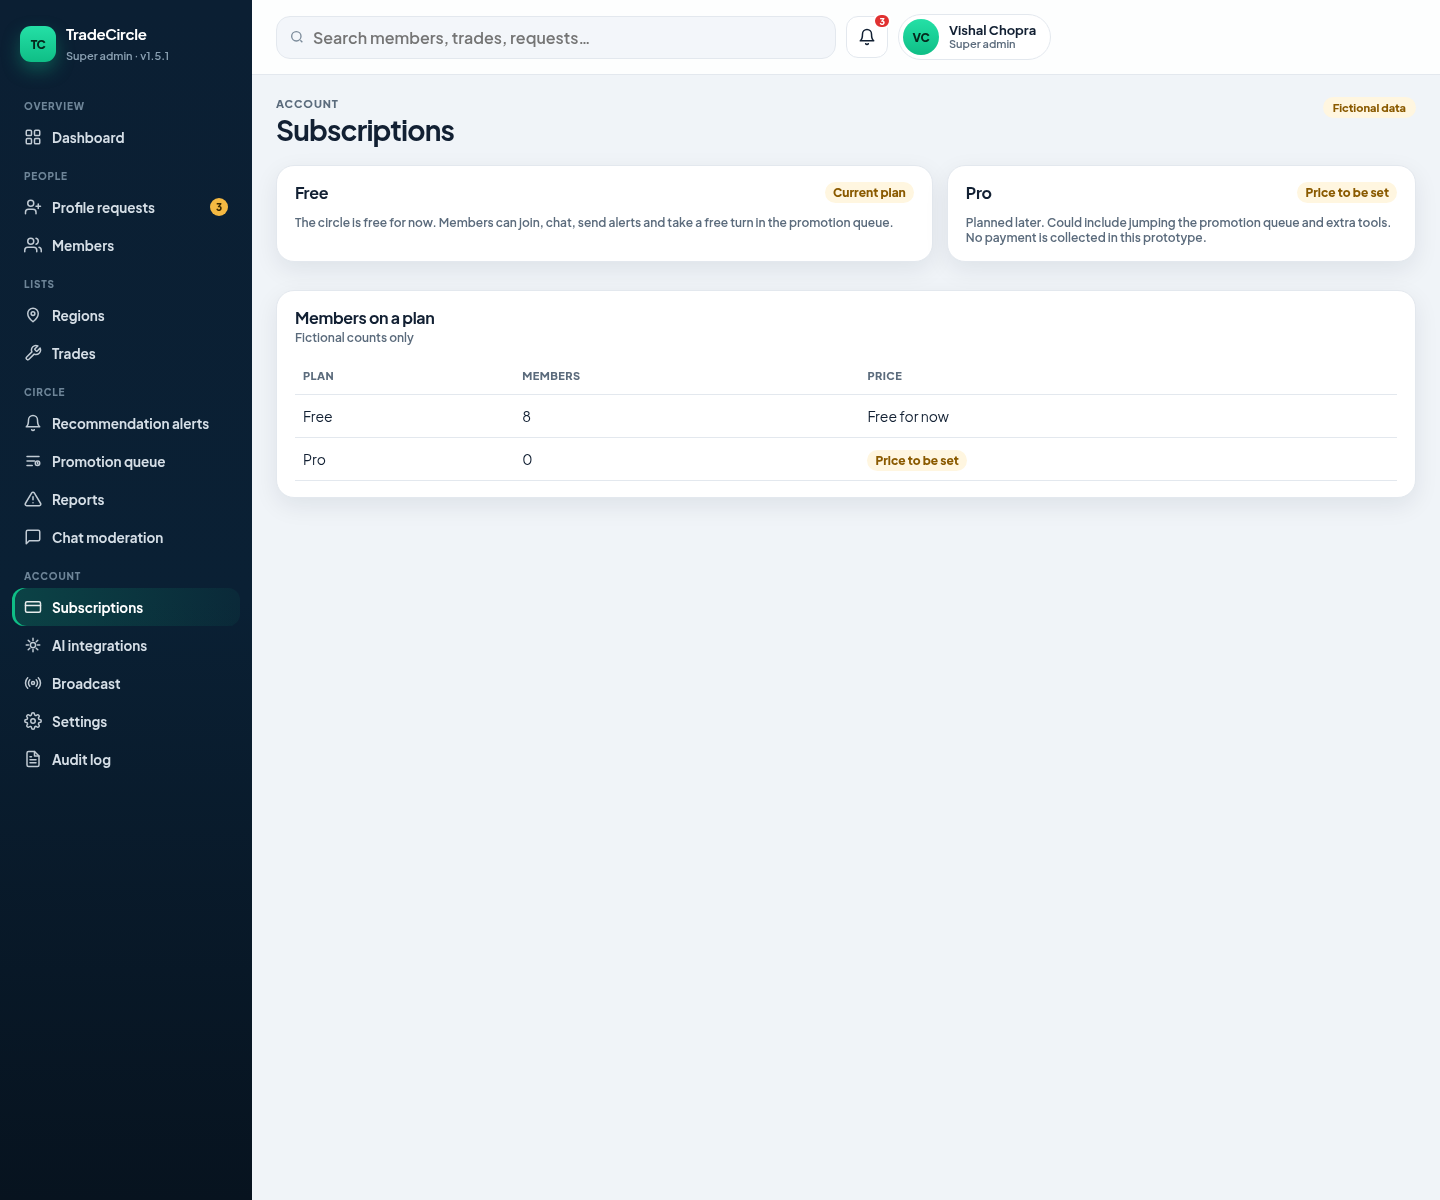 TC
TradeCircle
Super admin · v1.5.1
OVERVIEW
Dashboard
PEOPLE
Profile requests
3
Members
LISTS
Regions
Trades
CIRCLE
Recommendation alerts
Promotion queue
Reports
Chat moderation
ACCOUNT
Subscriptions
AI integrations
Broadcast
Settings
Audit log
Search members, trades, requests…
3
VC
Vishal Chopra
Super admin
ACCOUNT
Subscriptions
Fictional data
Free
Current plan
The circle is free for now. Members can join, chat, send alerts and take a free turn in the promotion queue.
Pro
Price to be set
Planned later. Could include jumping the promotion queue and extra tools.
No payment is collected in this prototype.
Members on a plan
Fictional counts only
PLAN MEMBERS PRICE
Free 8 Free for now
Pro 0 Price to be set